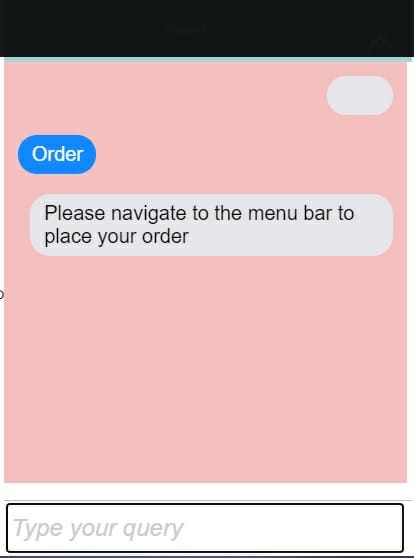 Order
Please navigate to the menu bar to
place your order
Type your query